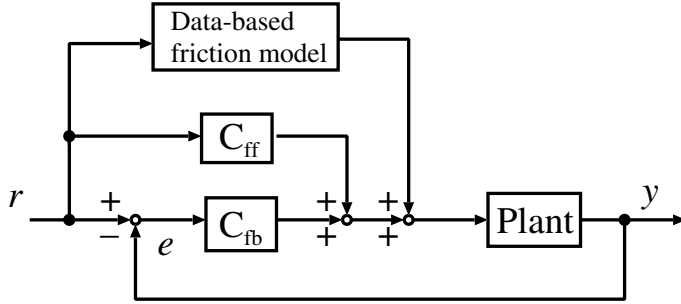 Data-based
friction model
C_ff
r
+
−
e
C_fb
+
+
+
+
Plant
y